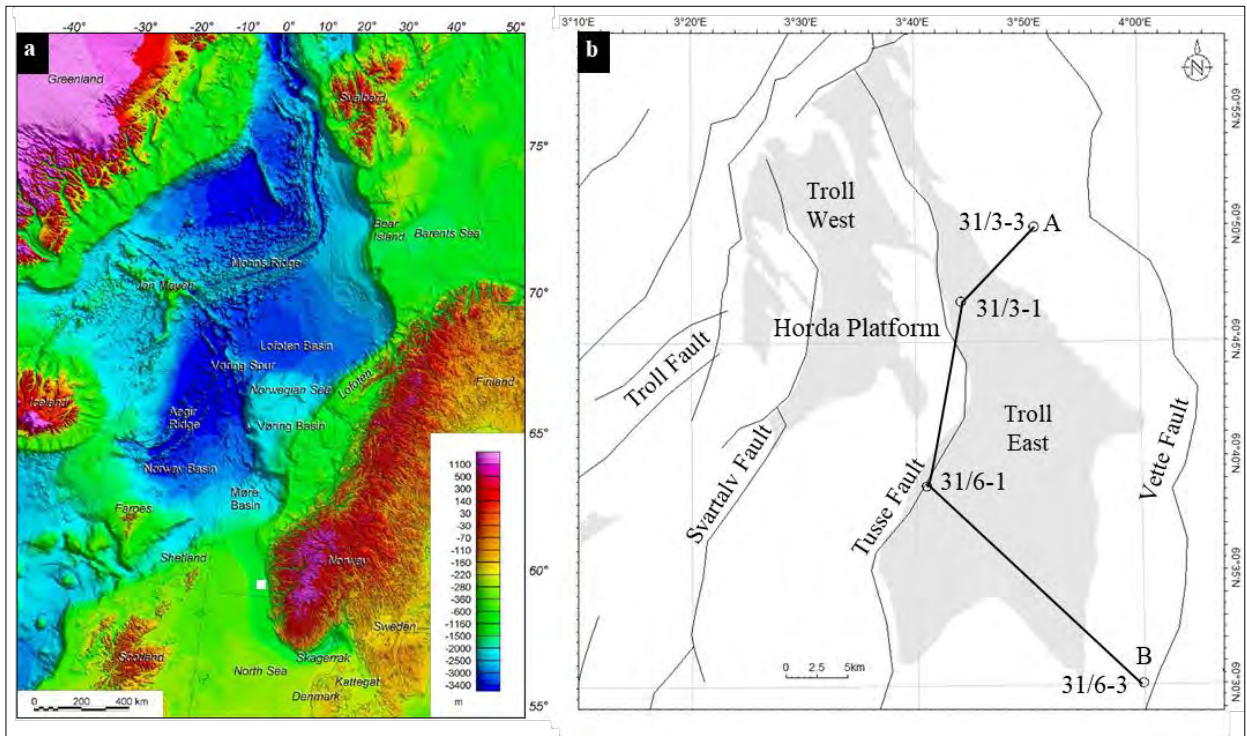 -40° -30° -20° -10° 0° 10° 20° 30° 40° 50°
a
Greenland
Svalbard
75°
Bear
Island
Barents Sea
Mohns Ridge
Jan Mayen
70°
Lofoten Basin
Vøring Spur
Norwegian Sea
Lofoten
Finland
Iceland
Aegir
Ridge
Vøring Basin
65°
Norway Basin
Møre
Basin
Faroes
Shetland
Norway
60°
Sweden
Scotland
Skagerrak
North Sea
Kattegat
Denmark
55°
0 200 400 km
1100
500
300
140
30
-70
-110
-160
-220
-280
-360
-600
-1500
-2000
-2500
-3000
-3400
m
3°10' 3°20' 3°30' 3°40' 3°50' 4°00'
b
N
60°55'
Troll
West
31/3-3 A
60°50'
31/3-1
Horda Platform
60°45'
Troll Fault
Troll
East
Svartalv Fault
Tusse Fault
Vette Fault
60°40'
31/6-1
60°35'
B
0 2.5 5km
31/6-3
60°30'